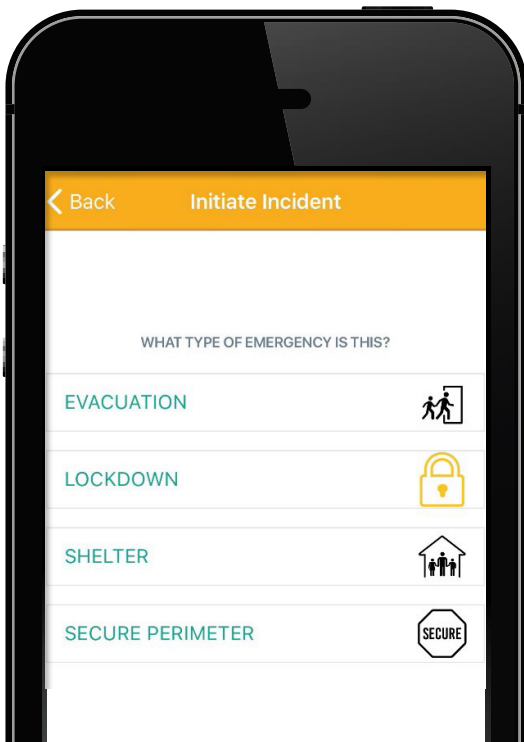 Back
Initiate Incident
WHAT TYPE OF EMERGENCY IS THIS?
EVACUATION
LOCKDOWN
SHELTER
SECURE PERIMETER
SECURE